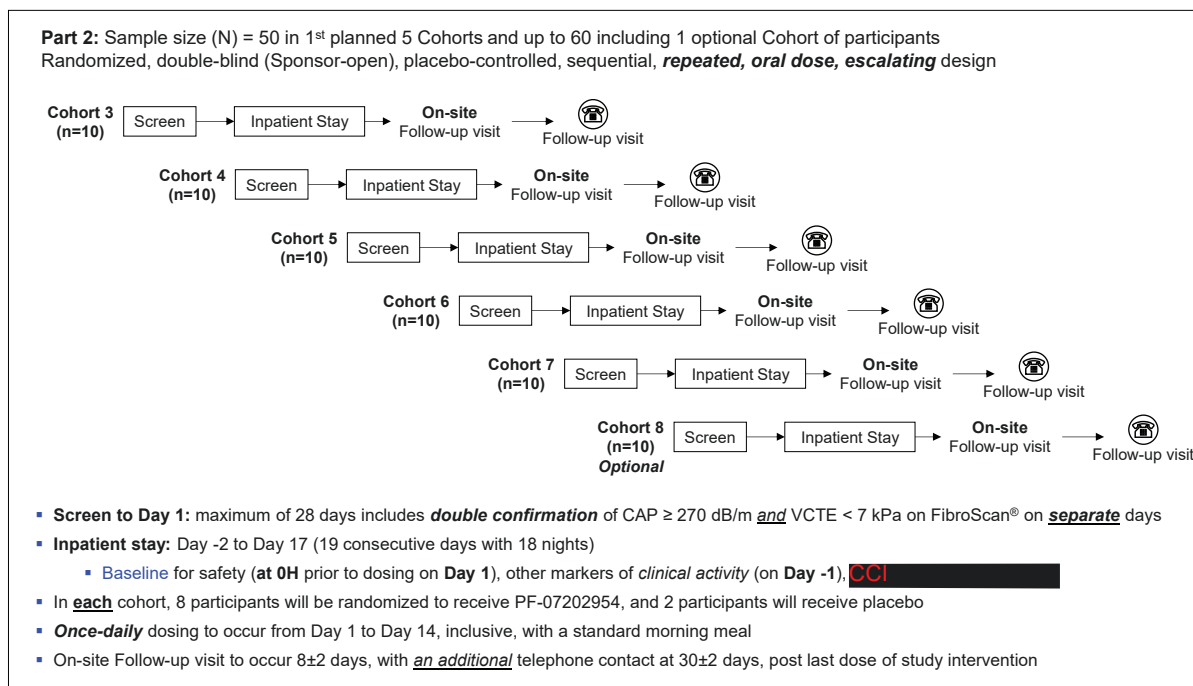 Part 2: Sample size (N) = 50 in 1st planned 5 Cohorts and up to 60 including 1 optional Cohort of participants
Randomized, double-blind (Sponsor-open), placebo-controlled, sequential, repeated, oral dose, escalating design
Cohort 3
(n=10)
Screen
Inpatient Stay
On-site
Follow-up visit
Follow-up visit
Cohort 4
(n=10)
Screen
Inpatient Stay
On-site
Follow-up visit
Follow-up visit
Cohort 5
(n=10)
Screen
Inpatient Stay
On-site
Follow-up visit
Follow-up visit
Cohort 6
(n=10)
Screen
Inpatient Stay
On-site
Follow-up visit
Follow-up visit
Cohort 7
(n=10)
Screen
Inpatient Stay
On-site
Follow-up visit
Follow-up visit
Cohort 8
(n=10)
Optional
Screen
Inpatient Stay
On-site
Follow-up visit
Follow-up visit
▪ Screen to Day 1: maximum of 28 days includes double confirmation of CAP ≥ 270 dB/m and VCTE < 7 kPa on FibroScan® on separate days
▪ Inpatient stay: Day -2 to Day 17 (19 consecutive days with 18 nights)
▪ Baseline for safety (at 0H prior to dosing on Day 1), other markers of clinical activity (on Day -1), CCI
▪ In each cohort, 8 participants will be randomized to receive PF-07202954, and 2 participants will receive placebo
▪ Once-daily dosing to occur from Day 1 to Day 14, inclusive, with a standard morning meal
▪ On-site Follow-up visit to occur 8±2 days, with an additional telephone contact at 30±2 days, post last dose of study intervention